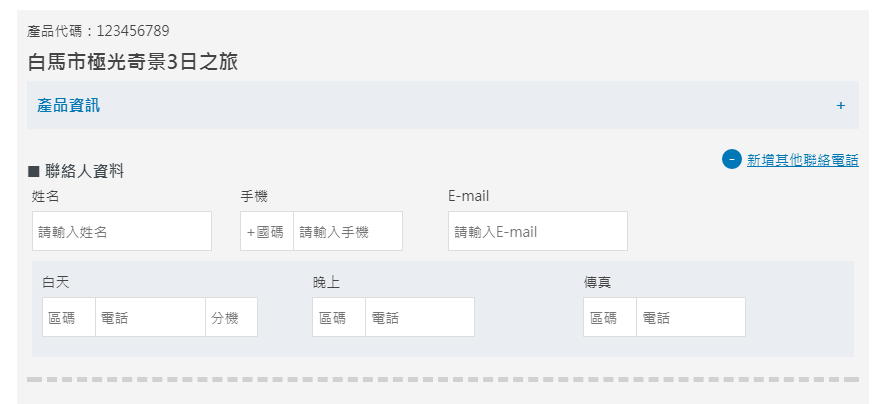 產品代碼：123456789
白馬市極光奇景3日之旅
產品資訊 +
− 新增其他聯絡電話
■ 聯絡人資料
姓名 手機 E-mail
請輸入姓名 +國碼 請輸入手機 請輸入E-mail
白天 晚上 傳真
區碼 電話 分機 區碼 電話 區碼 電話